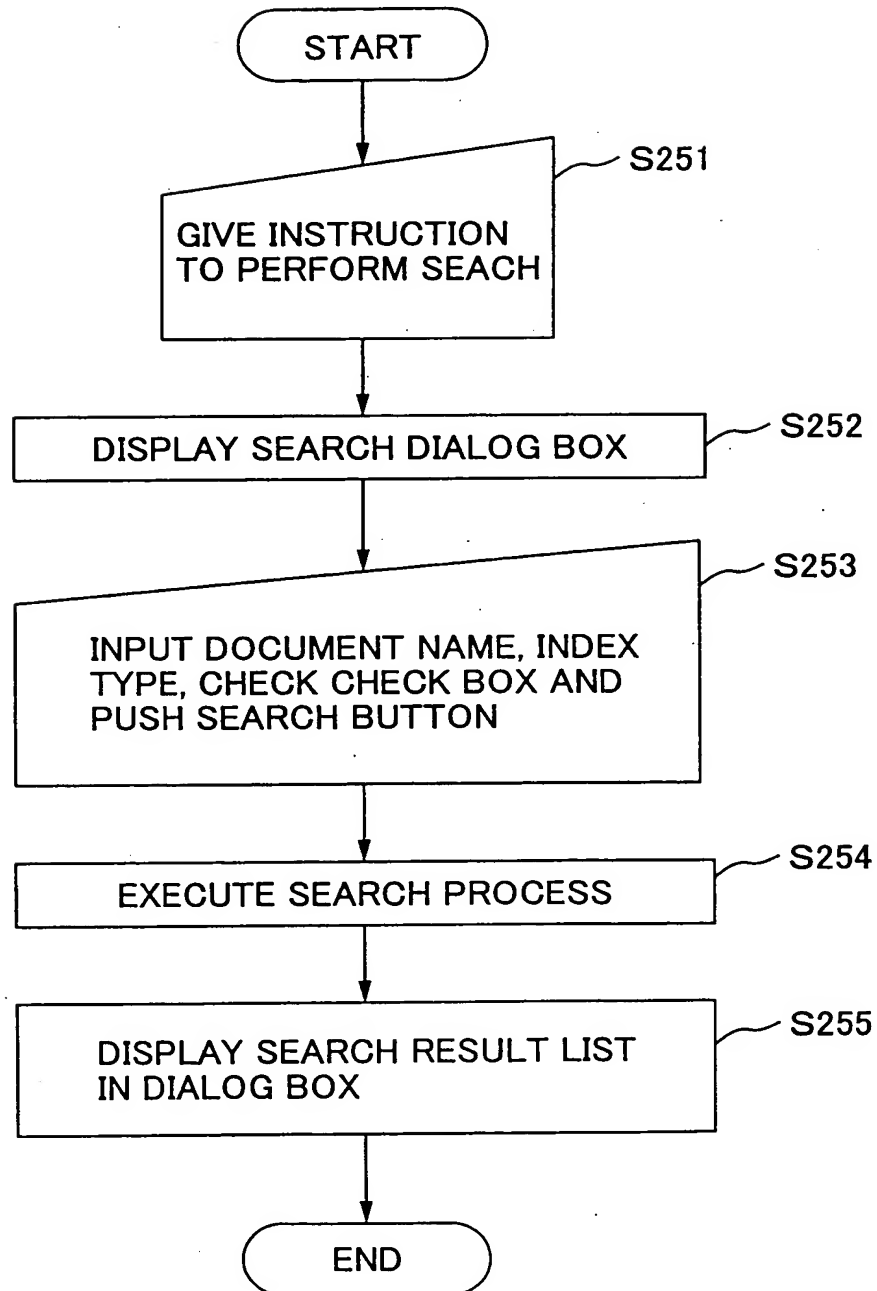 START
S251
GIVE INSTRUCTION
TO PERFORM SEACH
S252
DISPLAY SEARCH DIALOG BOX
S253
INPUT DOCUMENT NAME, INDEX
TYPE, CHECK CHECK BOX AND
PUSH SEARCH BUTTON
S254
EXECUTE SEARCH PROCESS
S255
DISPLAY SEARCH RESULT LIST
IN DIALOG BOX
END